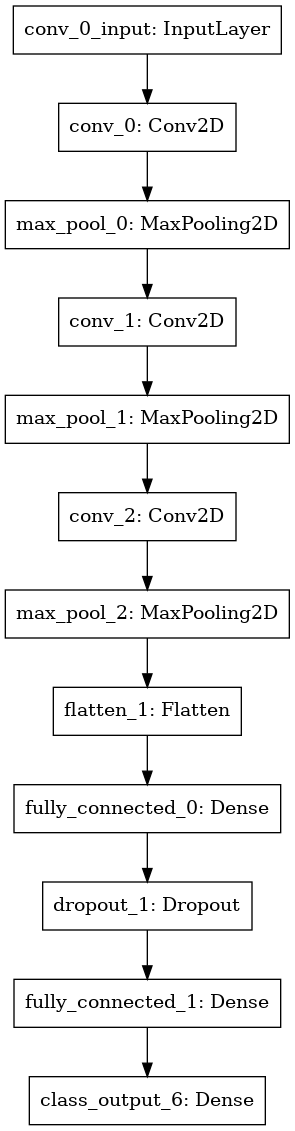 conv_0_input: InputLayer
conv_0: Conv2D
max_pool_0: MaxPooling2D
conv_1: Conv2D
max_pool_1: MaxPooling2D
conv_2: Conv2D
max_pool_2: MaxPooling2D
flatten_1: Flatten
fully_connected_0: Dense
dropout_1: Dropout
fully_connected_1: Dense
class_output_6: Dense